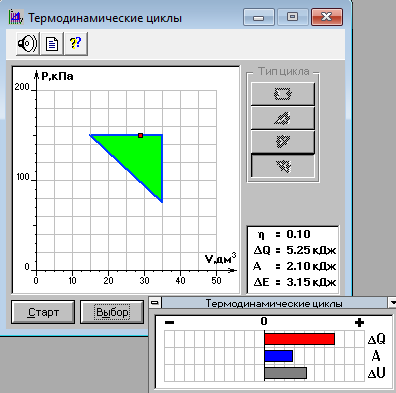 Термодинамические циклы
??
P,кПа
200
100
0
0 10 20 30 40 50
V,дм³
Тип цикла
η = 0.10
ΔQ = 5.25 кДж
A = 2.10 кДж
ΔE = 3.15 кДж
Старт
Выбор
Термодинамические циклы
− 0 +
ΔQ
A
ΔU